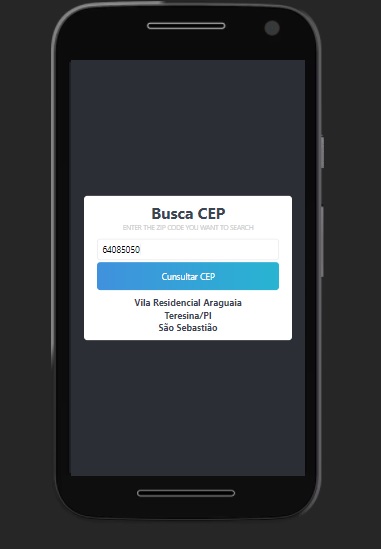 Busca CEP
ENTER THE ZIP CODE YOU WANT TO SEARCH
64085050
Cunsultar CEP
Vila Residencial Araguaia
Teresina/PI
São Sebastião